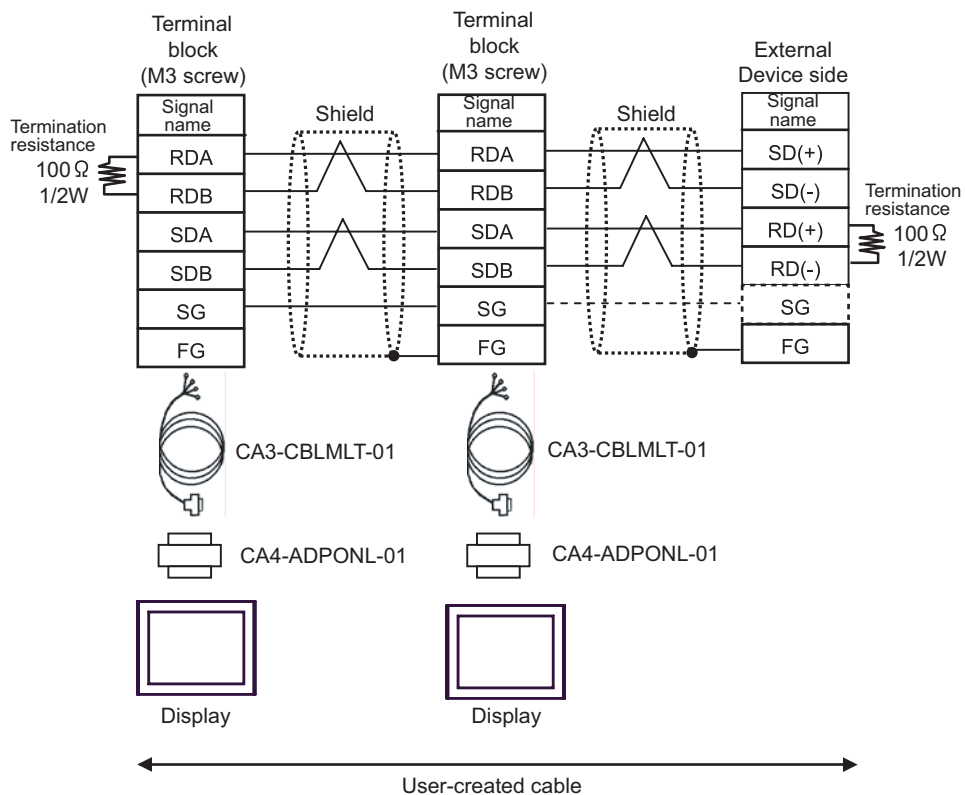 Terminal
block
(M3 screw)
Terminal
block
(M3 screw)
External
Device side
Termination
resistance
100 Ω
1/2W
Signal
name
RDA
RDB
SDA
SDB
SG
FG
Shield
Signal
name
RDA
RDB
SDA
SDB
SG
FG
Shield
Signal
name
SD(+)
SD(-)
RD(+)
RD(-)
SG
FG
Termination
resistance
100 Ω
1/2W
CA3-CBLMLT-01
CA3-CBLMLT-01
CA4-ADPONL-01
CA4-ADPONL-01
Display
Display
User-created cable